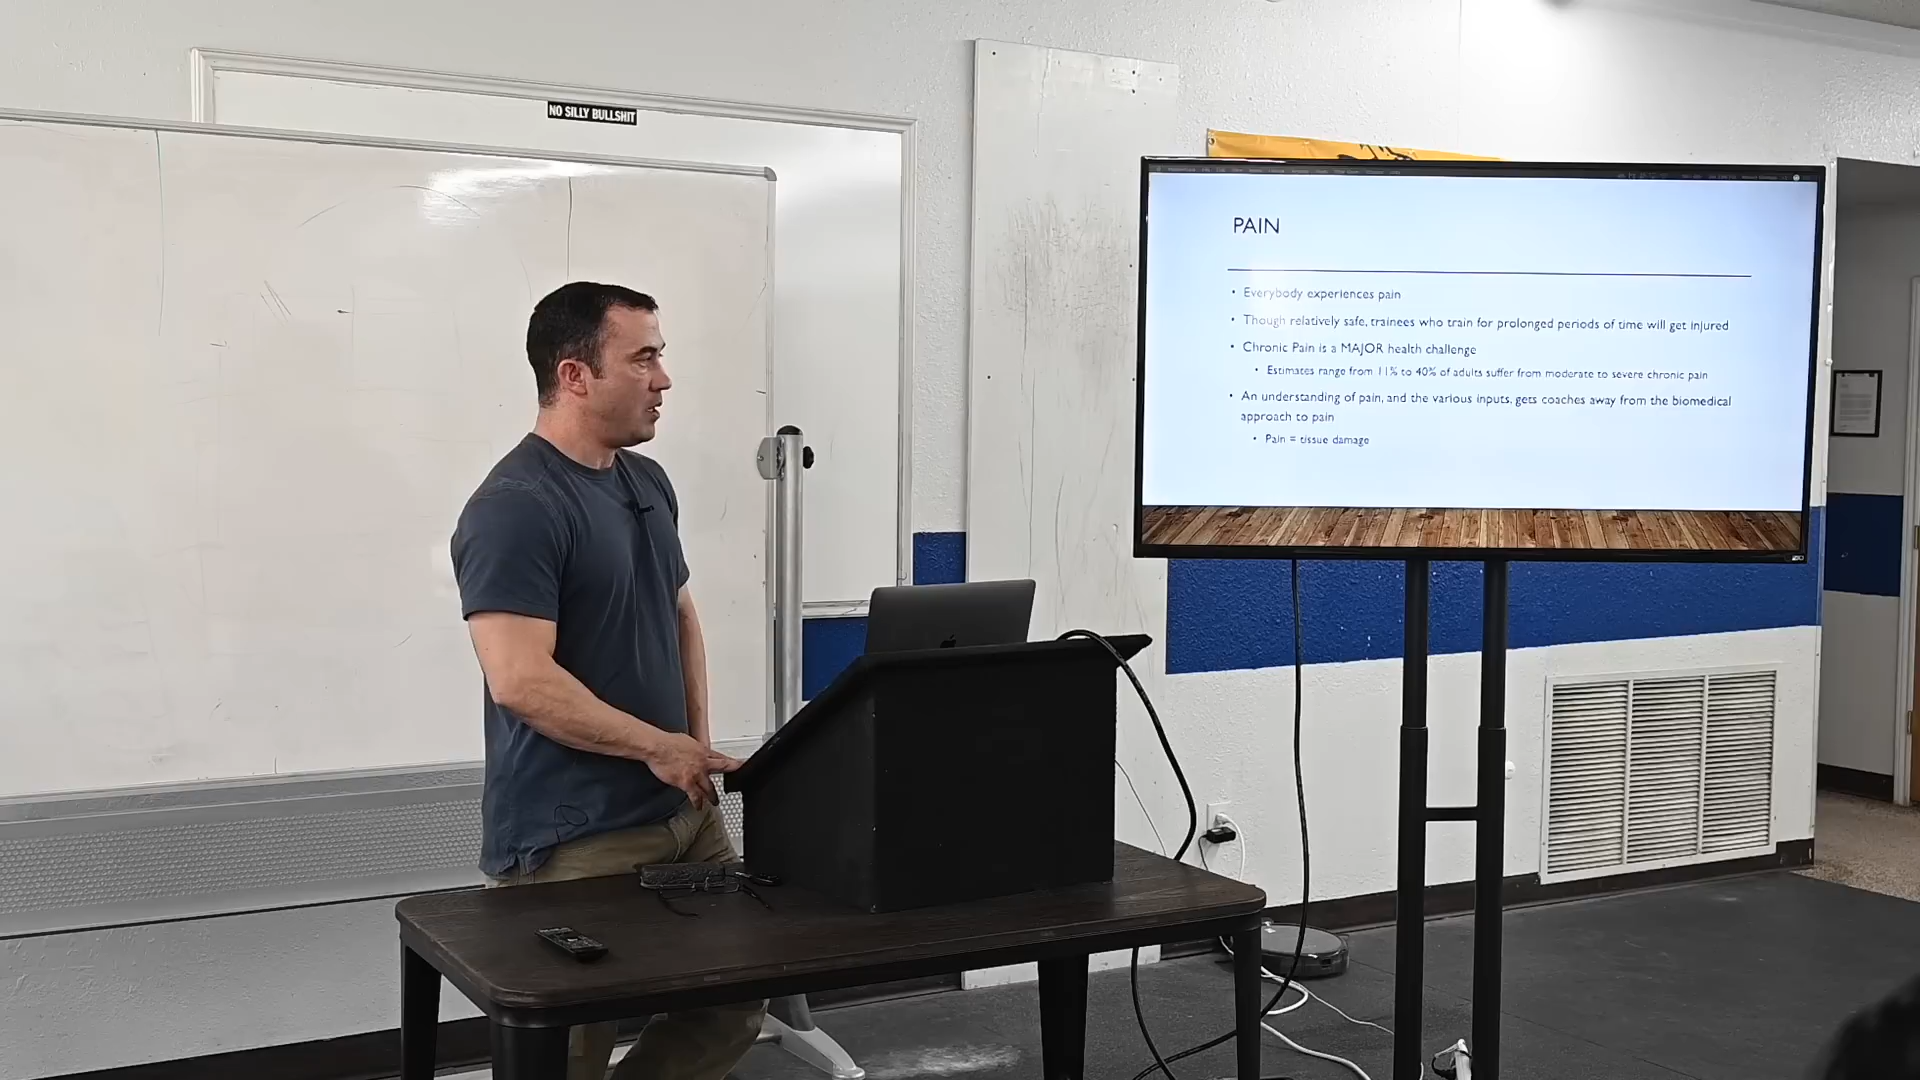 NO SILLY BULLSHIT
PAIN
• Everybody experiences pain
• Though relatively safe, trainees who train for prolonged periods of time will get injured
• Chronic Pain is a MAJOR health challenge
• Estimates range from 11% to 40% of adults suffer from moderate to severe chronic pain
• An understanding of pain, and the various inputs, gets coaches away from the biomedical
approach to pain
• Pain = tissue damage